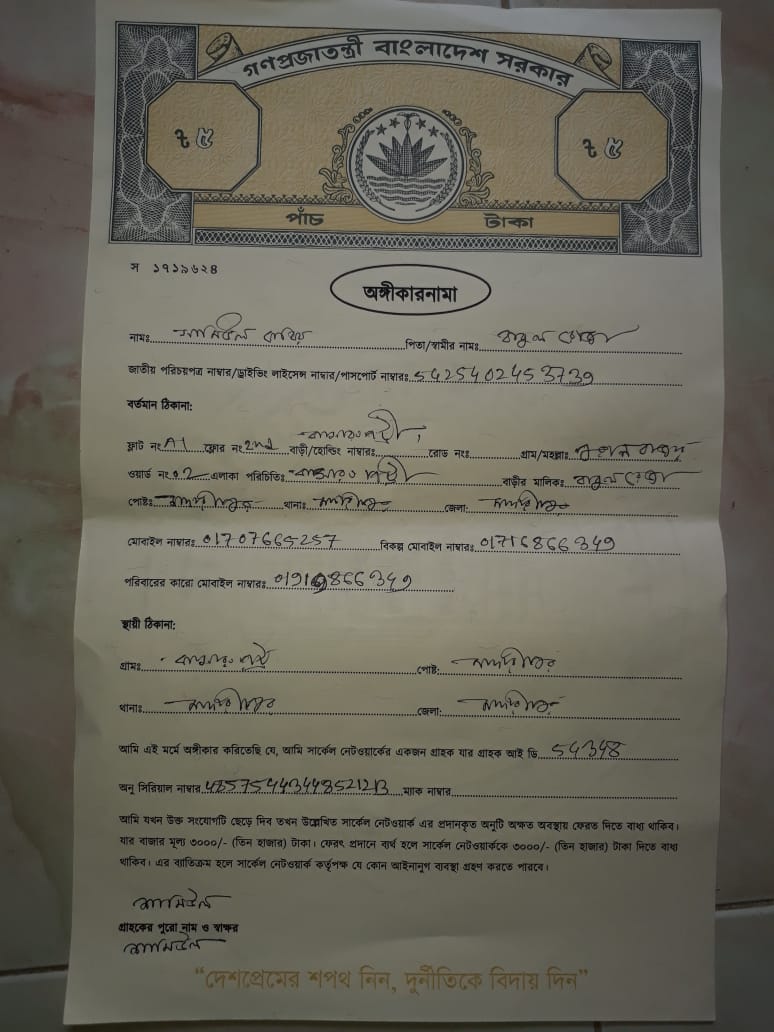 গণপ্রজাতন্ত্রী বাংলাদেশ সরকার
৳ ৫ ৳ ৫
পাঁচ টাকা
স ১৭১৯৬২৪
অঙ্গীকারনামা
নামঃ পিতা/স্বামীর নামঃ
জাতীয় পরিচয়পত্র নাম্বার/ড্রাইভিং লাইসেন্স নাম্বার/পাসপোর্ট নাম্বারঃ 5425402453739
বর্তমান ঠিকানা:
ফ্লাট নংঃ A1 ফ্লোর নংঃ 2nd বাড়ী/হোল্ডিং নাম্বারঃ রোড নংঃ গ্রাম/মহল্লাঃ
ওয়ার্ড নংঃ 02 এলাকা পরিচিতিঃ বাড়ীর মালিকঃ
পোষ্টঃ মাদারীপুর থানাঃ মাদারীপুর জেলা: মাদারীপুর
মোবাইল নাম্বারঃ 01707665257 বিকল্প মোবাইল নাম্বারঃ 01716866349
পরিবারের কারো মোবাইল নাম্বারঃ
স্থায়ী ঠিকানা:
গ্রামঃ পোষ্ট: মাদারীপুর
থানাঃ মাদারীপুর জেলা: মাদারীপুর
আমি এই মর্মে অঙ্গীকার করিতেছি যে, আমি সার্কেল নেটওয়ার্কের একজন গ্রাহক যার গ্রাহক আই ডি 54348
অনু সিরিয়াল নাম্বার ম্যাক নাম্বার
আমি যখন উক্ত সংযোগটি ছেড়ে দিব তখন উল্লেখিত সার্কেল নেটওয়ার্ক এর প্রদানকৃত অনুটি অক্ষত অবস্থায় ফেরত দিতে বাধ্য থাকিব।
যার বাজার মূল্য ৩০০০/- (তিন হাজার) টাকা। ফেরৎ প্রদানে ব্যর্থ হলে সার্কেল নেটওয়ার্ককে ৩০০০/- (তিন হাজার) টাকা দিতে বাধ্য
থাকিব। এর ব্যাতিক্রম হলে সার্কেল নেটওয়ার্ক কর্তৃপক্ষ যে কোন আইনানুগ ব্যবস্থা গ্রহণ করতে পারবে।
গ্রাহকের পুরো নাম ও স্বাক্ষর
“দেশপ্রেমের শপথ নিন, দুর্নীতিকে বিদায় দিন”